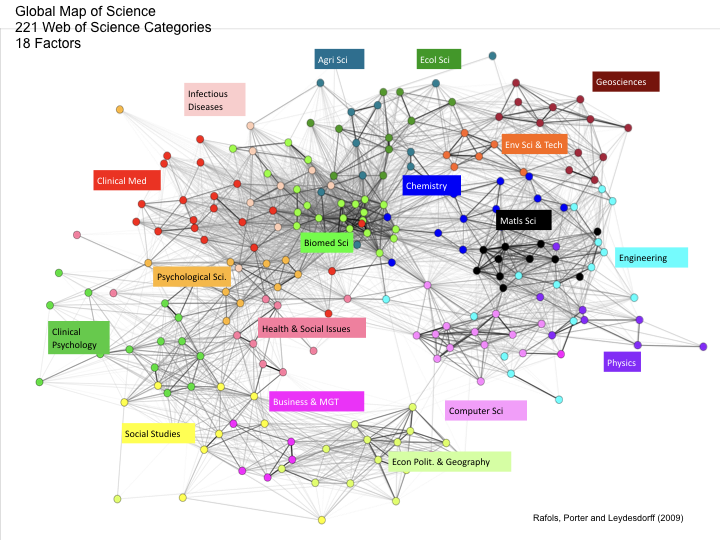 Global Map of Science
221 Web of Science Categories
18 Factors
Agri Sci
Ecol Sci
Geosciences
Infectious
Diseases
Env Sci & Tech
Clinical Med
Chemistry
Matls Sci
Biomed Sci
Engineering
Psychological Sci.
Health & Social Issues
Clinical
Psychology
Physics
Business & MGT
Computer Sci
Social Studies
Econ Polit. & Geography
Rafols, Porter and Leydesdorff (2009)